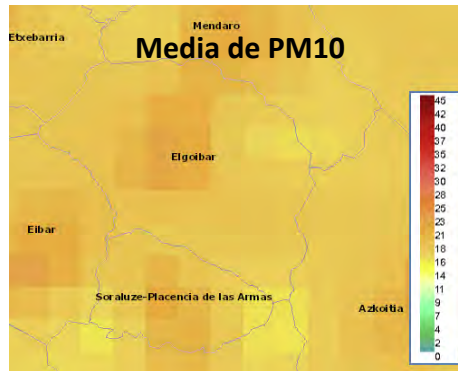 Mendaro
Etxebarria
Media de PM10
Elgoibar
Eibar
Soraluze-Placencia de las Armas
Azkoitia
45
42
40
37
35
32
30
28
25
23
21
18
16
14
11
9
7
4
2
0